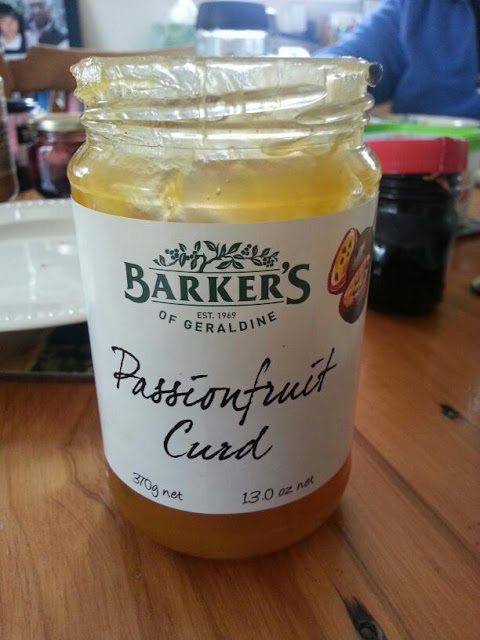 BARKER'S
EST. 1969
OF GERALDINE
Passionfruit
Curd
370g net
13.0 oz net